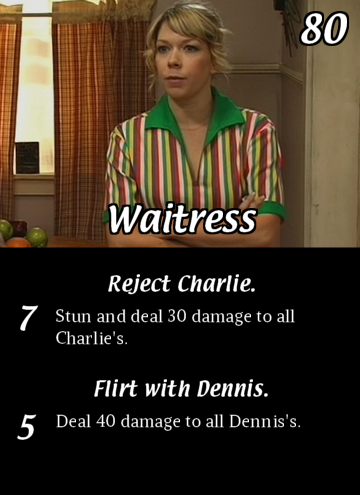 80
Waitress
Reject Charlie.
7
Stun and deal 30 damage to all
Charlie's.
Flirt with Dennis.
5
Deal 40 damage to all Dennis's.